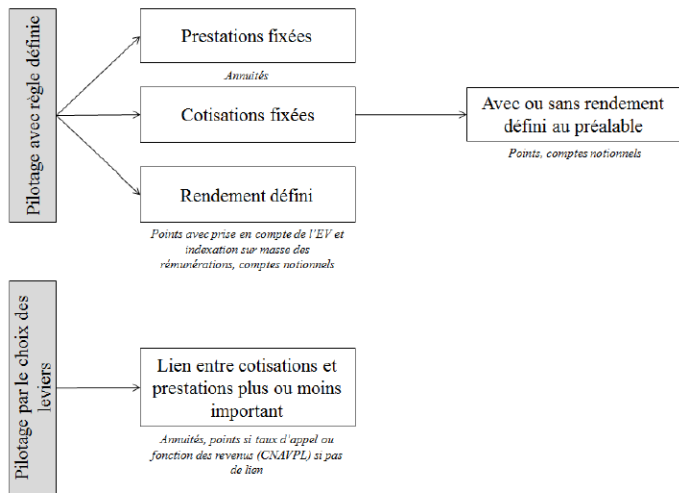 Pilotage avec règle définie
Prestations fixées
Annuités
Cotisations fixées
Avec ou sans rendement
défini au préalable
Points, comptes notionnels
Rendement défini
Points avec prise en compte de l'EV et
indexation sur masse des
rémunérations, comptes notionnels
Pilotage par le choix des
leviers
Lien entre cotisations et
prestations plus ou moins
important
Annuités, points si taux d'appel ou
fonction des revenus (CNAVPL) si pas
de lien